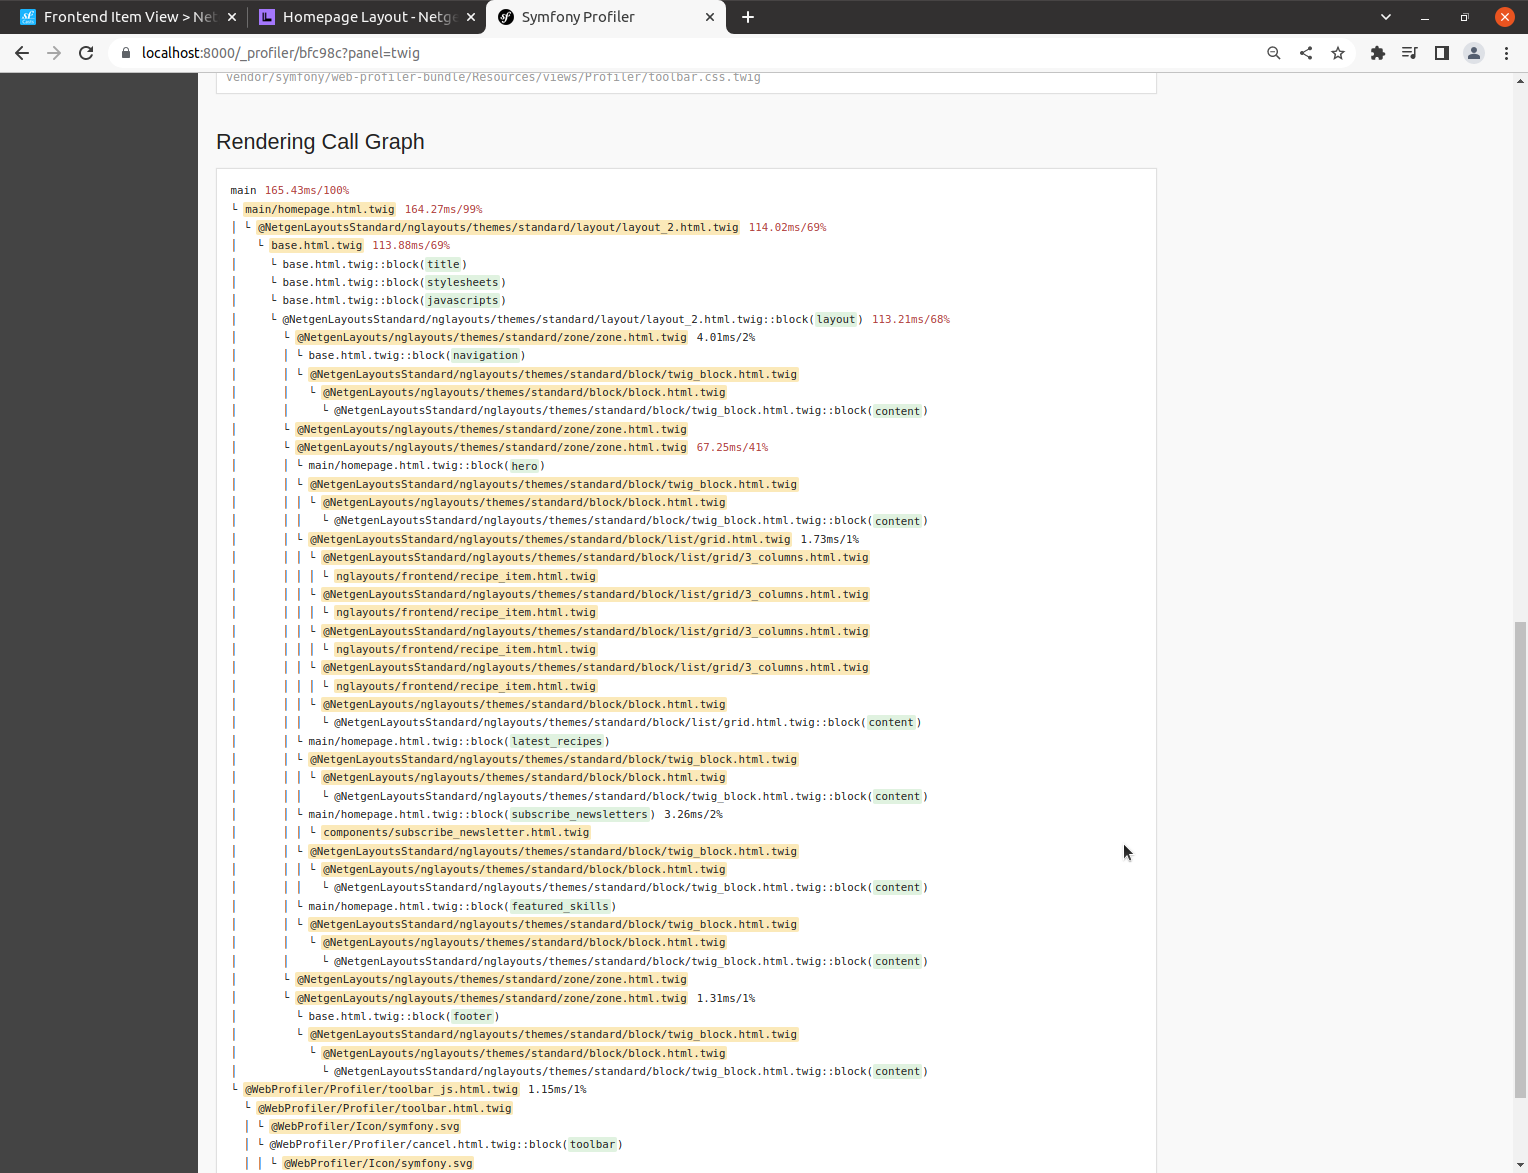 Frontend Item View > Net
Homepage Layout - Netge
Symfony Profiler
localhost:8000/_profiler/bfc98c?panel=twig
vendor/symfony/web-profiler-bundle/Resources/views/Profiler/toolbar.css.twig
Rendering Call Graph
main 165.43ms/100%
└ main/homepage.html.twig 164.27ms/99%
│ └ @NetgenLayoutsStandard/nglayouts/themes/standard/layout/layout_2.html.twig 114.02ms/69%
│   └ base.html.twig 113.88ms/69%
│     └ base.html.twig::block(title)
│     └ base.html.twig::block(stylesheets)
│     └ base.html.twig::block(javascripts)
│     └ @NetgenLayoutsStandard/nglayouts/themes/standard/layout/layout_2.html.twig::block(layout) 113.21ms/68%
│       └ @NetgenLayouts/nglayouts/themes/standard/zone/zone.html.twig 4.01ms/2%
│       │ └ base.html.twig::block(navigation)
│       │ └ @NetgenLayoutsStandard/nglayouts/themes/standard/block/twig_block.html.twig
│       │   └ @NetgenLayouts/nglayouts/themes/standard/block/block.html.twig
│       │     └ @NetgenLayoutsStandard/nglayouts/themes/standard/block/twig_block.html.twig::block(content)
│       └ @NetgenLayouts/nglayouts/themes/standard/zone/zone.html.twig
│       └ @NetgenLayouts/nglayouts/themes/standard/zone/zone.html.twig 67.25ms/41%
│       │ └ main/homepage.html.twig::block(hero)
│       │ └ @NetgenLayoutsStandard/nglayouts/themes/standard/block/twig_block.html.twig
│       │ │ └ @NetgenLayouts/nglayouts/themes/standard/block/block.html.twig
│       │ │   └ @NetgenLayoutsStandard/nglayouts/themes/standard/block/twig_block.html.twig::block(content)
│       │ └ @NetgenLayoutsStandard/nglayouts/themes/standard/block/list/grid.html.twig 1.73ms/1%
│       │ │ └ @NetgenLayoutsStandard/nglayouts/themes/standard/block/list/grid/3_columns.html.twig
│       │ │ │ └ nglayouts/frontend/recipe_item.html.twig
│       │ │ └ @NetgenLayoutsStandard/nglayouts/themes/standard/block/list/grid/3_columns.html.twig
│       │ │ │ └ nglayouts/frontend/recipe_item.html.twig
│       │ │ └ @NetgenLayoutsStandard/nglayouts/themes/standard/block/list/grid/3_columns.html.twig
│       │ │ │ └ nglayouts/frontend/recipe_item.html.twig
│       │ │ └ @NetgenLayoutsStandard/nglayouts/themes/standard/block/list/grid/3_columns.html.twig
│       │ │ │ └ nglayouts/frontend/recipe_item.html.twig
│       │ │ └ @NetgenLayouts/nglayouts/themes/standard/block/block.html.twig
│       │ │   └ @NetgenLayoutsStandard/nglayouts/themes/standard/block/list/grid.html.twig::block(content)
│       │ └ main/homepage.html.twig::block(latest_recipes)
│       │ └ @NetgenLayoutsStandard/nglayouts/themes/standard/block/twig_block.html.twig
│       │ │ └ @NetgenLayouts/nglayouts/themes/standard/block/block.html.twig
│       │ │   └ @NetgenLayoutsStandard/nglayouts/themes/standard/block/twig_block.html.twig::block(content)
│       │ └ main/homepage.html.twig::block(subscribe_newsletters) 3.26ms/2%
│       │ │ └ components/subscribe_newsletter.html.twig
│       │ └ @NetgenLayoutsStandard/nglayouts/themes/standard/block/twig_block.html.twig
│       │ │ └ @NetgenLayouts/nglayouts/themes/standard/block/block.html.twig
│       │ │   └ @NetgenLayoutsStandard/nglayouts/themes/standard/block/twig_block.html.twig::block(content)
│       │ └ main/homepage.html.twig::block(featured_skills)
│       │ └ @NetgenLayoutsStandard/nglayouts/themes/standard/block/twig_block.html.twig
│       │   └ @NetgenLayouts/nglayouts/themes/standard/block/block.html.twig
│       │     └ @NetgenLayoutsStandard/nglayouts/themes/standard/block/twig_block.html.twig::block(content)
│       └ @NetgenLayouts/nglayouts/themes/standard/zone/zone.html.twig
│       └ @NetgenLayouts/nglayouts/themes/standard/zone/zone.html.twig 1.31ms/1%
│         └ base.html.twig::block(footer)
│         └ @NetgenLayoutsStandard/nglayouts/themes/standard/block/twig_block.html.twig
│           └ @NetgenLayouts/nglayouts/themes/standard/block/block.html.twig
│             └ @NetgenLayoutsStandard/nglayouts/themes/standard/block/twig_block.html.twig::block(content)
└ @WebProfiler/Profiler/toolbar_js.html.twig 1.15ms/1%
  └ @WebProfiler/Profiler/toolbar.html.twig
  │ └ @WebProfiler/Icon/symfony.svg
  │ └ @WebProfiler/Profiler/cancel.html.twig::block(toolbar)
  │ │ └ @WebProfiler/Icon/symfony.svg